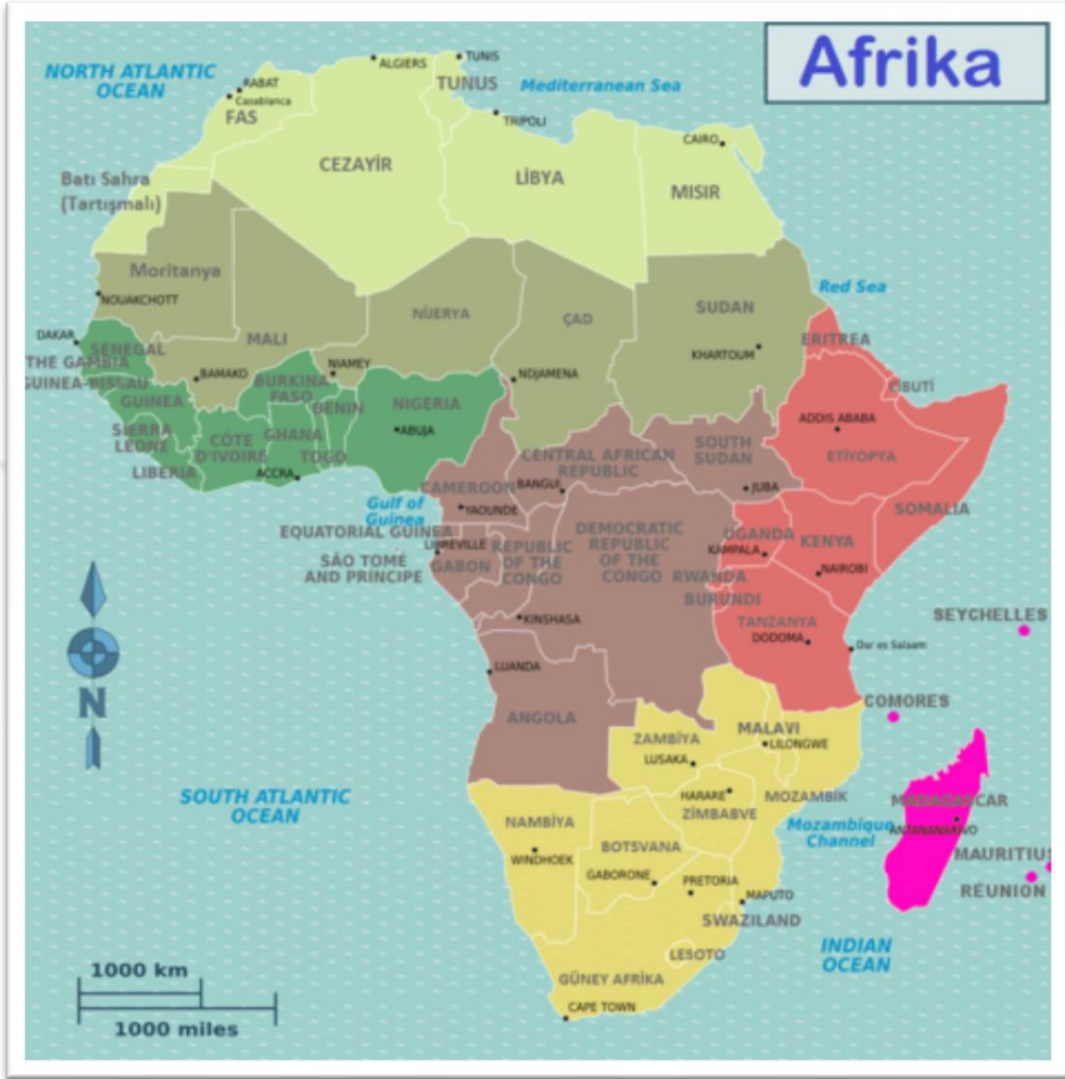 Afrika
NORTH ATLANTIC
OCEAN
ALGIERS
TUNIS
TUNUS
Mediterranean Sea
RABAT
Casablanca
FAS
TRIPOLI
CAIRO
CEZAYİR
LİBYA
MISIR
Batı Sahra
(Tartışmalı)
Moritanya
NOUAKCHOTT
Red Sea
SUDAN
NİJERYA
ÇAD
DAKAR
MALI
ERITREA
SENEGAL
KHARTOUM
THE GAMBIA
NIAMEY
BAMAKO
NDJAMENA
GUINEA-BISSAU
BURKINA
FASO
CİBUTİ
GUINEA
BENIN
NIGERIA
ADDIS ABABA
SIERRA
LEONE
CÔTE
D'IVOIRE
GHANA
ABUJA
SOUTH
SUDAN
TOGO
CENTRAL AFRICAN
REPUBLIC
ETİYOPYA
LIBERIA
ACCRA
BANGUI
CAMEROON
JUBA
Gulf of
Guinea
YAOUNDE
SOMALIA
EQUATORIAL GUINEA
DEMOCRATIC
REPUBLIC
OF THE
CONGO
UGANDA
KENYA
LIBREVILLE
REPUBLIC
OF THE
CONGO
KAMPALA
SÃO TOMÉ
AND PRÍNCIPE
GABON
NAIROBI
RWANDA
BURUNDI
SEYCHELLES
KINSHASA
TANZANYA
DODOMA
Dar es Salaam
LUANDA
COMORES
N
ANGOLA
MALAVI
ZAMBİYA
LILONGWE
LUSAKA
SOUTH ATLANTIC
OCEAN
HARARE
MOZAMBİK
MADAGASCAR
ZİMBABVE
NAMBİYA
Mozambique
Channel
ANTANANARIVO
BOTSVANA
WINDHOEK
MAURITIUS
GABORONE
PRETORIA
RÉUNION
MAPUTO
SWAZILAND
INDIAN
OCEAN
LESOTO
1000 km
GÜNEY AFRİKA
CAPE TOWN
1000 miles